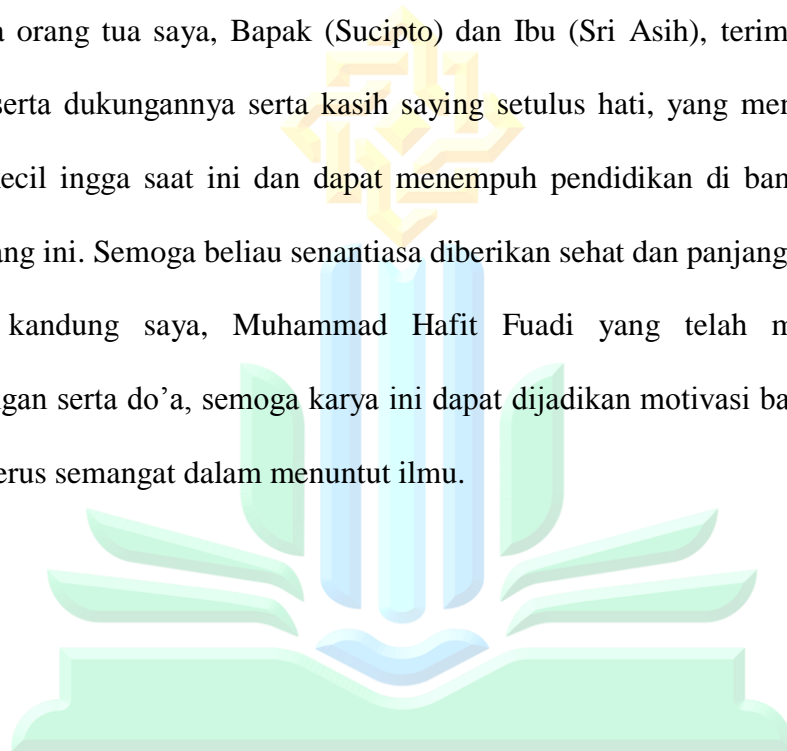 a orang tua saya, Bapak (Sucipto) dan Ibu (Sri Asih), terim
serta dukungannya serta kasih saying setulus hati, yang mer
ecil ingga saat ini dan dapat menempuh pendidikan di ban
ang ini. Semoga beliau senantiasa diberikan sehat dan panjang
kandung saya, Muhammad Hafit Fuadi yang telah m
ngan serta do’a, semoga karya ini dapat dijadikan motivasi ba
erus semangat dalam menuntut ilmu.